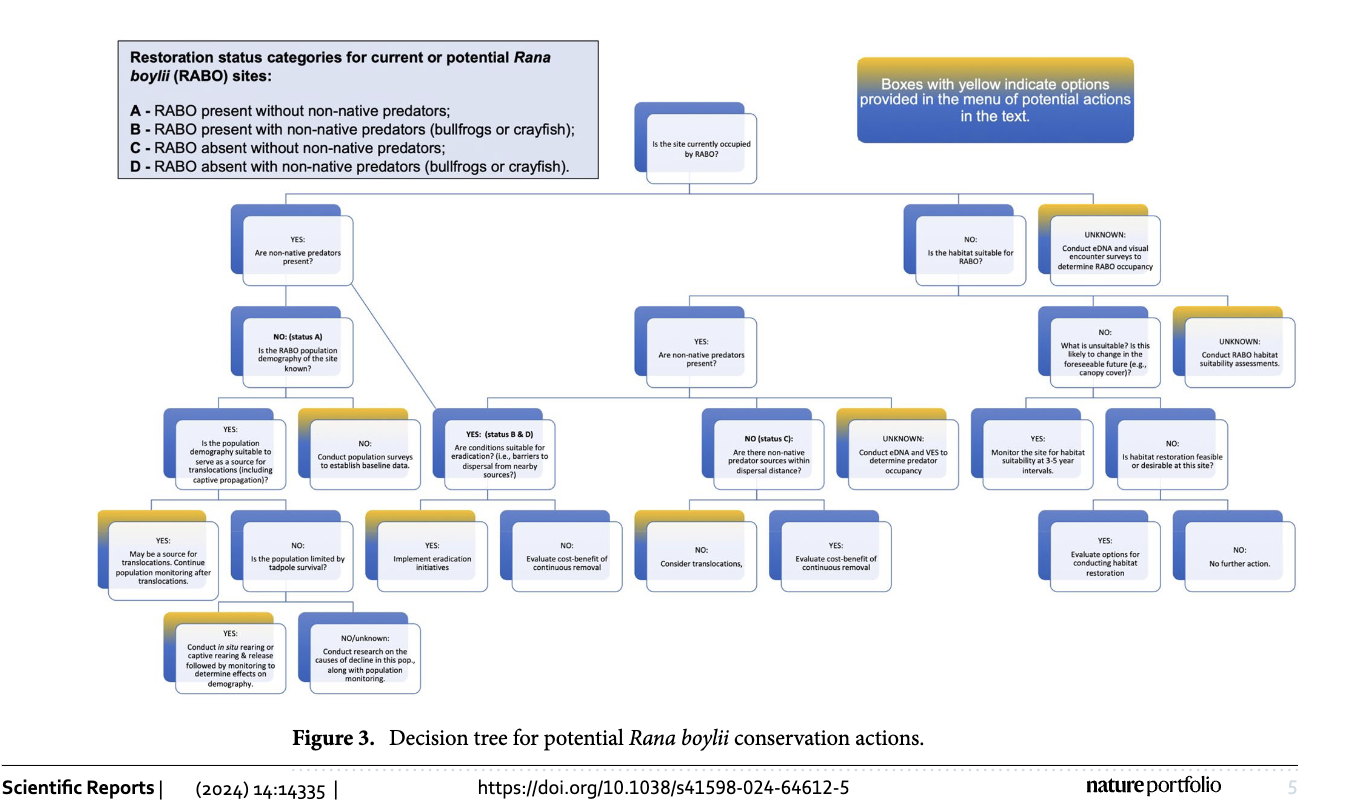 Restoration status categories for current or potential Rana
boylii (RABO) sites:
A - RABO present without non-native predators;
B - RABO present with non-native predators (bullfrogs or crayfish);
C - RABO absent without non-native predators;
D - RABO absent with non-native predators (bullfrogs or crayfish).
Boxes with yellow indicate options
provided in the menu of potential actions
in the text.
Is the site currently occupied
by RABO?
YES:
Are non-native predators
present?
NO:
Is the habitat suitable for
RABO?
UNKNOWN:
Conduct eDNA and visual
encounter surveys to
determine RABO occupancy
NO: (status A)
Is the RABO population
demography of the site
known?
YES:
Are non-native predators
present?
NO:
What is unsuitable? Is this
likely to change in the
foreseeable future (e.g.,
canopy cover)?
UNKNOWN:
Conduct RABO habitat
suitability assessments.
YES:
Is the population
demography suitable to
serve as a source for
translocations (including
captive propagation)?
NO:
Conduct population surveys
to establish baseline data.
YES: (status B & D)
Are conditions suitable for
eradication? (i.e., barriers to
dispersal from nearby
sources?)
NO (status C):
Are there non-native
predator sources within
dispersal distance?
UNKNOWN:
Conduct eDNA and VES to
determine predator
occupancy
YES:
Monitor the site for habitat
suitability at 3-5 year
intervals.
NO:
Is habitat restoration feasible
or desirable at this site?
YES:
May be a source for
translocations. Continue
population monitoring after
translocations.
NO:
Is the population limited by
tadpole survival?
YES:
Implement eradication
initiatives
NO:
Evaluate cost-benefit of
continuous removal
NO:
Consider translocations,
YES:
Evaluate cost-benefit of
continuous removal
YES:
Evaluate options for
conducting habitat
restoration
NO:
No further action.
YES:
Conduct in situ rearing or
captive rearing & release
followed by monitoring to
determine effects on
demography.
NO/unknown:
Conduct research on the
causes of decline in this pop.,
along with population
monitoring.
Figure 3. Decision tree for potential Rana boylii conservation actions.
Scientific Reports | (2024) 14:14335 | https://doi.org/10.1038/s41598-024-64612-5 nature portfolio 5